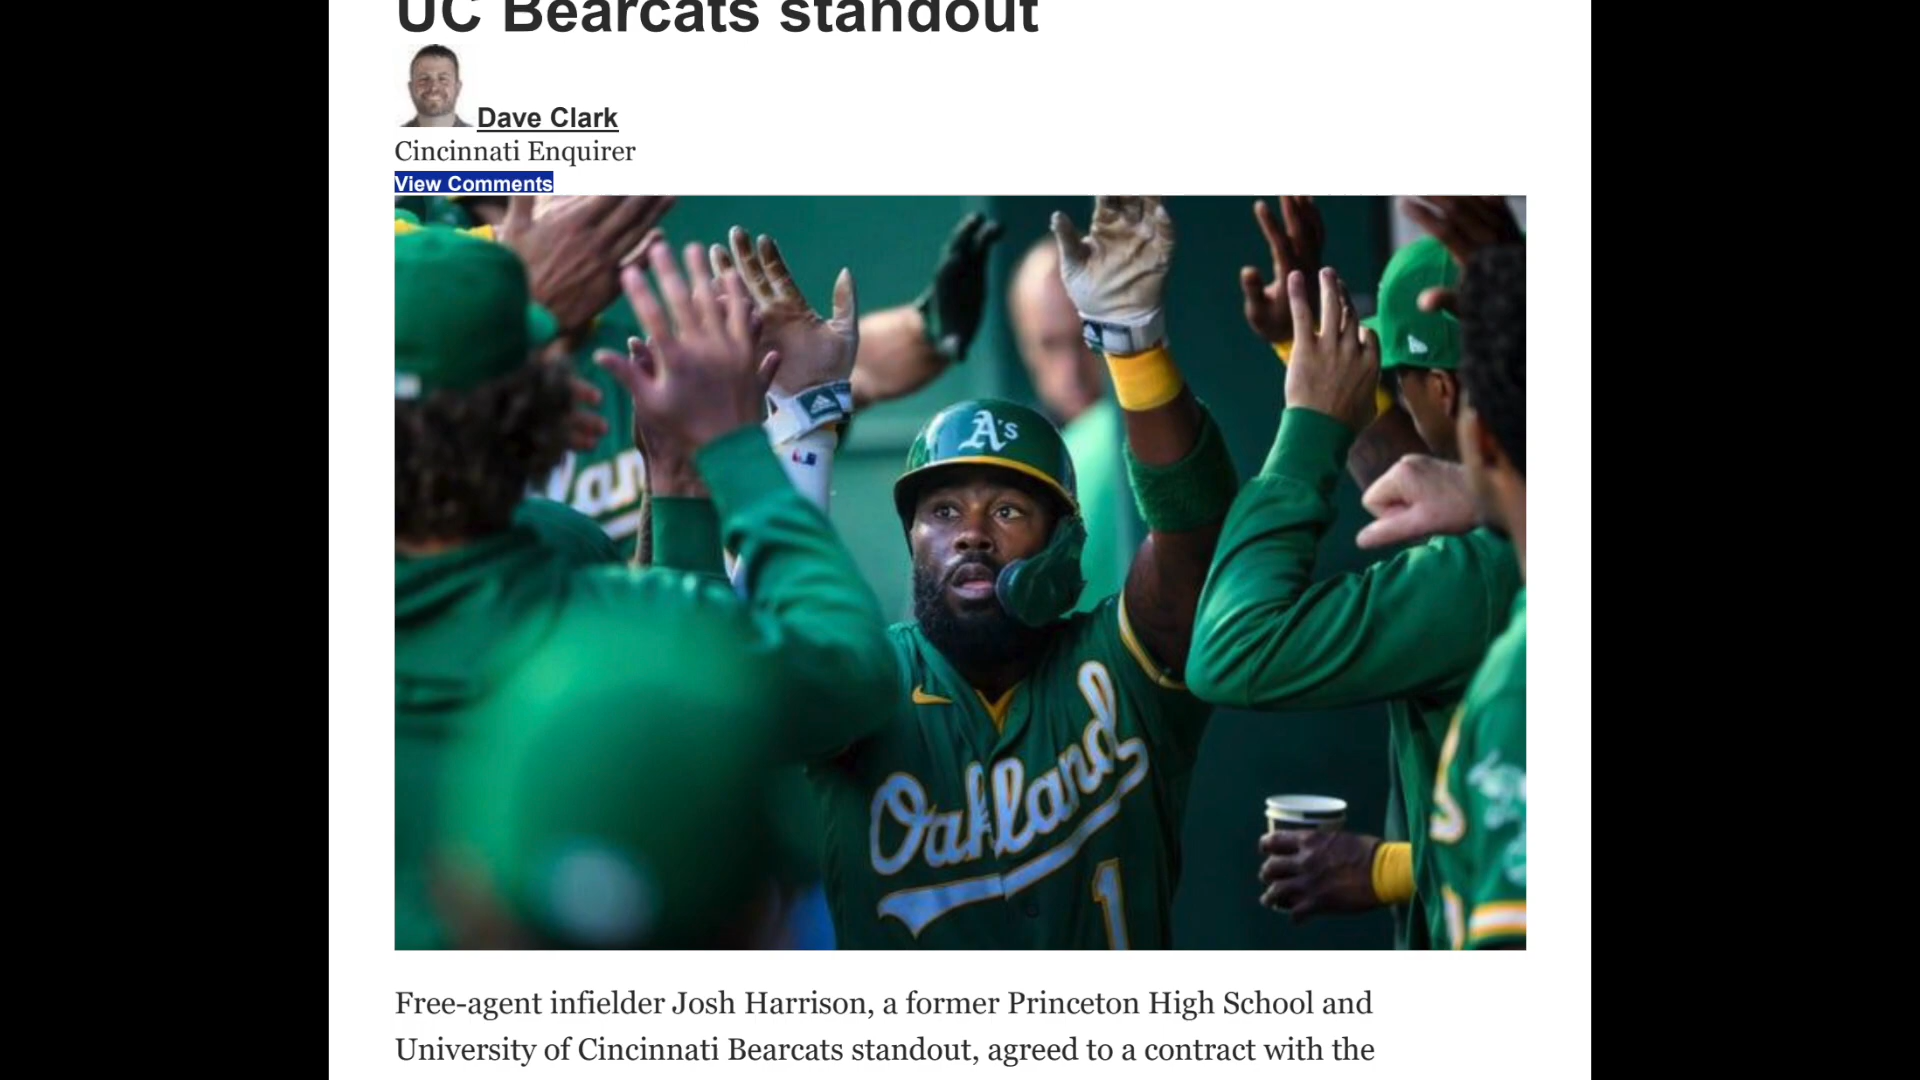 UC Bearcats standout
Dave Clark
Cincinnati Enquirer
View Comments
A's
lan
Oakland
1
Free-agent infielder Josh Harrison, a former Princeton High School and
University of Cincinnati Bearcats standout, agreed to a contract with the